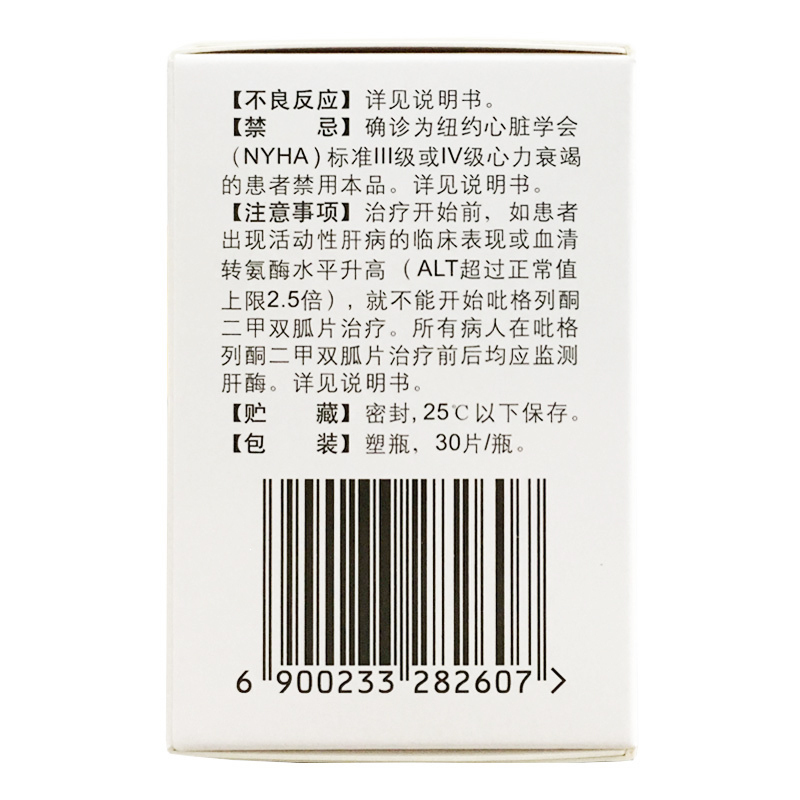 【不良反应】详见说明书。
【禁 忌】确诊为纽约心脏学会
（NYHA）标准III级或IV级心力衰竭
的患者禁用本品。详见说明书。
【注意事项】治疗开始前，如患者
出现活动性肝病的临床表现或血清
转氨酶水平升高（ALT超过正常值
上限2.5倍），就不能开始吡格列酮
二甲双胍片治疗。所有病人在吡格
列酮二甲双胍片治疗前后均应监测
肝酶。详见说明书。
【贮 藏】密封，25℃以下保存。
【包 装】塑瓶，30片/瓶。
6 900233 282607 >